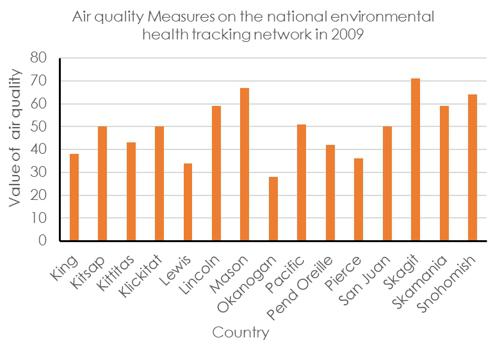 Air quality Measures on the national environmental
health tracking network in 2009
Value of air quality
80
70
60
50
40
30
20
10
0
King
Kitsap
Kittitas
Klickitat
Lewis
Lincoln
Mason
Okanogan
Pacific
Pend Oreille
Pierce
San Juan
Skagit
Skamania
Snohomish
Country